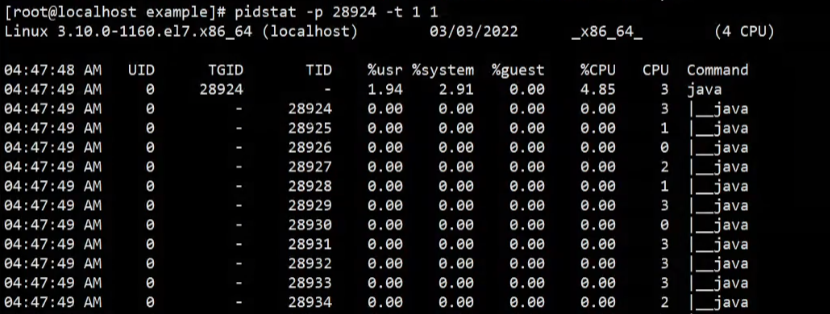 [root@localhost example]# pidstat -p 28924 -t 1 1
Linux 3.10.0-1160.el7.x86_64 (localhost) 03/03/2022 _x86_64_ (4 CPU)
04:47:48 AM UID TGID TID %usr %system %guest %CPU CPU Command
04:47:49 AM 0 28924 - 1.94 2.91 0.00 4.85 3 java
04:47:49 AM 0 - 28924 0.00 0.00 0.00 0.00 3 |__java
04:47:49 AM 0 - 28925 0.00 0.00 0.00 0.00 1 |__java
04:47:49 AM 0 - 28926 0.00 0.00 0.00 0.00 0 |__java
04:47:49 AM 0 - 28927 0.00 0.00 0.00 0.00 2 |__java
04:47:49 AM 0 - 28928 0.00 0.00 0.00 0.00 1 |__java
04:47:49 AM 0 - 28929 0.00 0.00 0.00 0.00 3 |__java
04:47:49 AM 0 - 28930 0.00 0.00 0.00 0.00 0 |__java
04:47:49 AM 0 - 28931 0.00 0.00 0.00 0.00 3 |__java
04:47:49 AM 0 - 28932 0.00 0.00 0.00 0.00 3 |__java
04:47:49 AM 0 - 28933 0.00 0.00 0.00 0.00 3 |__java
04:47:49 AM 0 - 28934 0.00 0.00 0.00 0.00 2 |__java